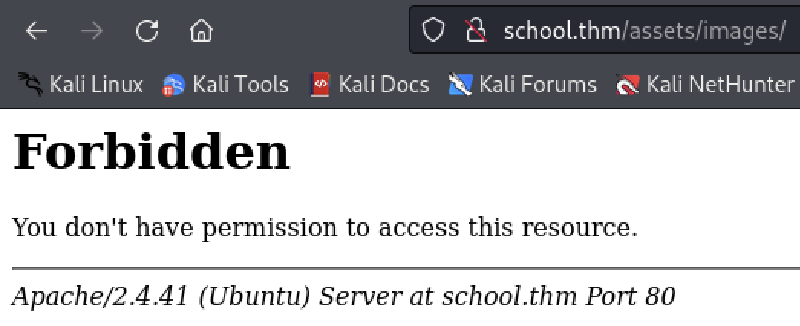 school.thm/assets/images/
Kali Linux Kali Tools Kali Docs Kali Forums Kali NetHunter
Forbidden
You don't have permission to access this resource.
Apache/2.4.41 (Ubuntu) Server at school.thm Port 80